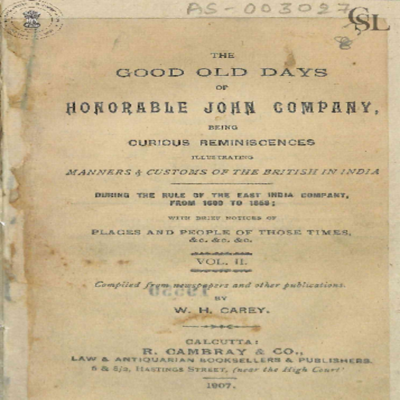 AS-003027
CSL
THE
GOOD OLD DAYS
OF
HONORABLE JOHN COMPANY,
BEING
CURIOUS REMINISCENCES
ILLUSTRATING
MANNERS & CUSTOMS OF THE BRITISH IN INDIA
DURING THE RULE OF THE EAST INDIA COMPANY,
FROM 1600 TO 1858;
WITH BRIEF NOTICES OF
PLACES AND PEOPLE OF THOSE TIMES,
&c. &c. &c.
VOL. II.
Compiled from newspapers and other publications.
BY
W. H. CAREY.
CALCUTTA:
R. CAMBRAY & CO.,
LAW & ANTIQUARIAN BOOKSELLERS & PUBLISHERS.
6 & 8/2, HASTINGS STREET, (near the High Court)
1907.